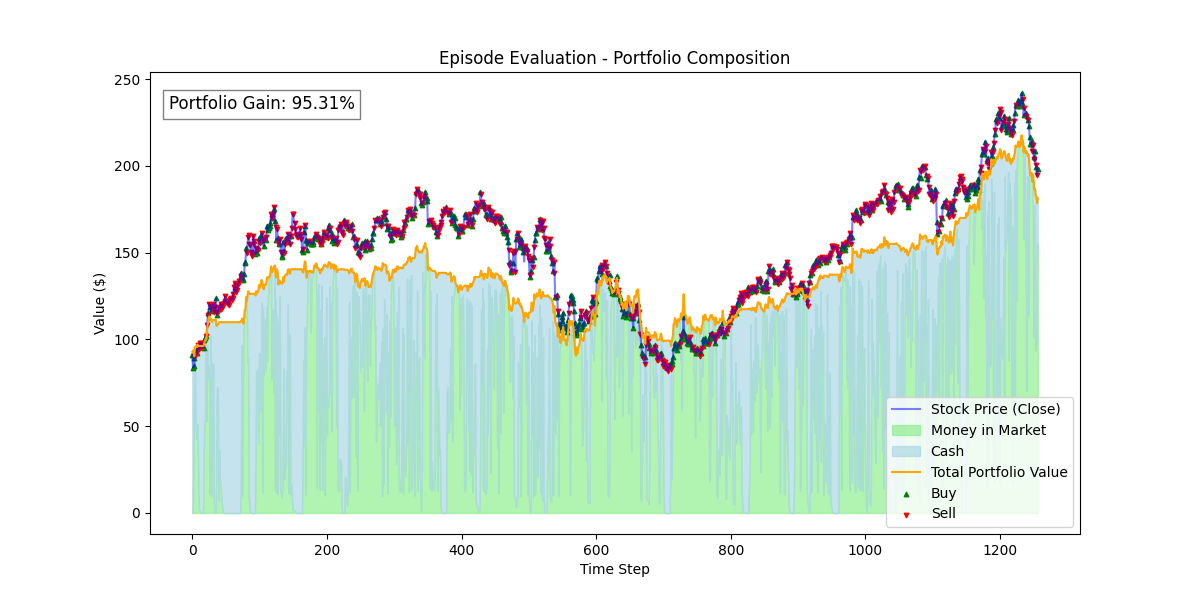 Episode Evaluation - Portfolio Composition
250
Portfolio Gain: 95.31%
200
150
Value ($)
100
50
0
Stock Price (Close)
Money in Market
Cash
Total Portfolio Value
Buy
Sell
0 200 400 600 800 1000 1200
Time Step